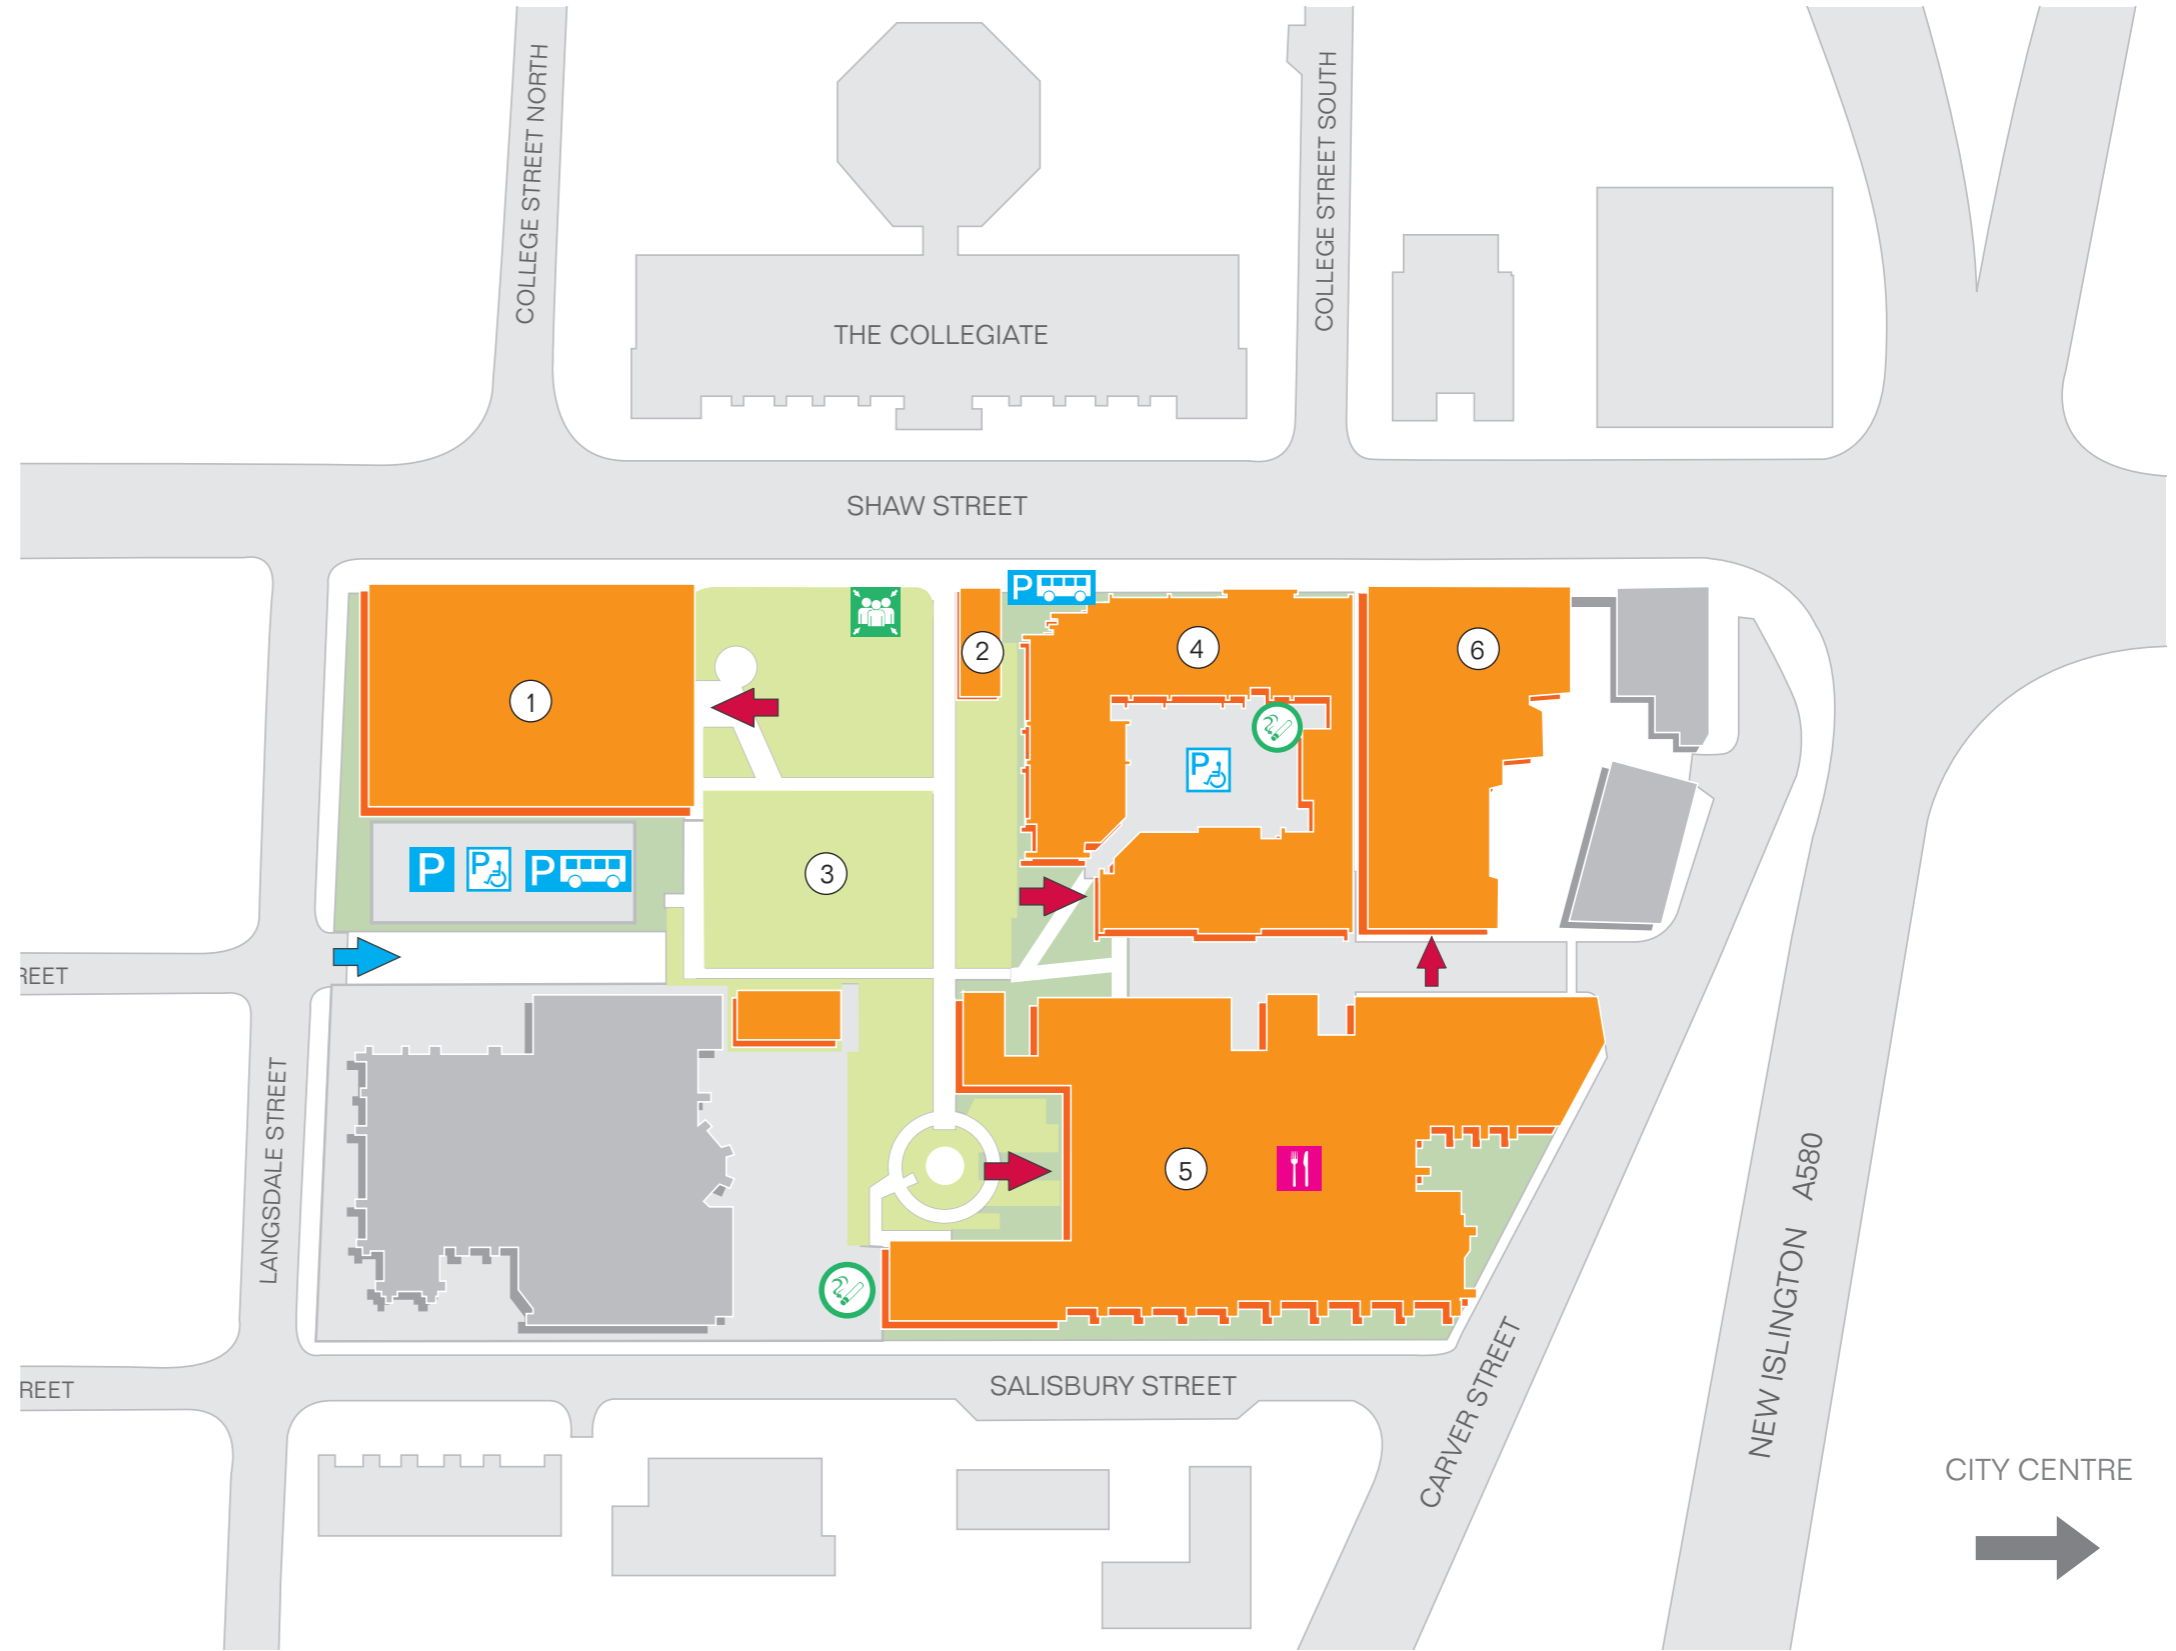 COLLEGE STREET NORTH
COLLEGE STREET SOUTH
THE COLLEGIATE
SHAW STREET
P
2
4
6
1
P
P
P
P
3
REET
5
LANGSDALE STREET
NEW ISLINGTON A580
REET
SALISBURY STREET
CARVER STREET
CITY CENTRE